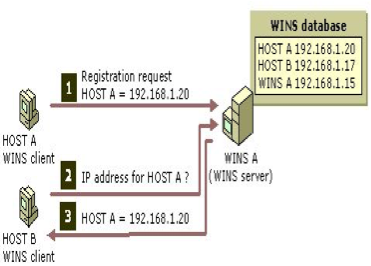 WINS database
HOST A 192.168.1.20
HOST B 192.168.1.17
WINS A 192.168.1.15
1 Registration request
HOST A = 192.168.1.20
HOST A
WINS client
WINS A
(WINS server)
2 IP address for HOST A ?
3 HOST A = 192.168.1.20
HOST B
WINS client